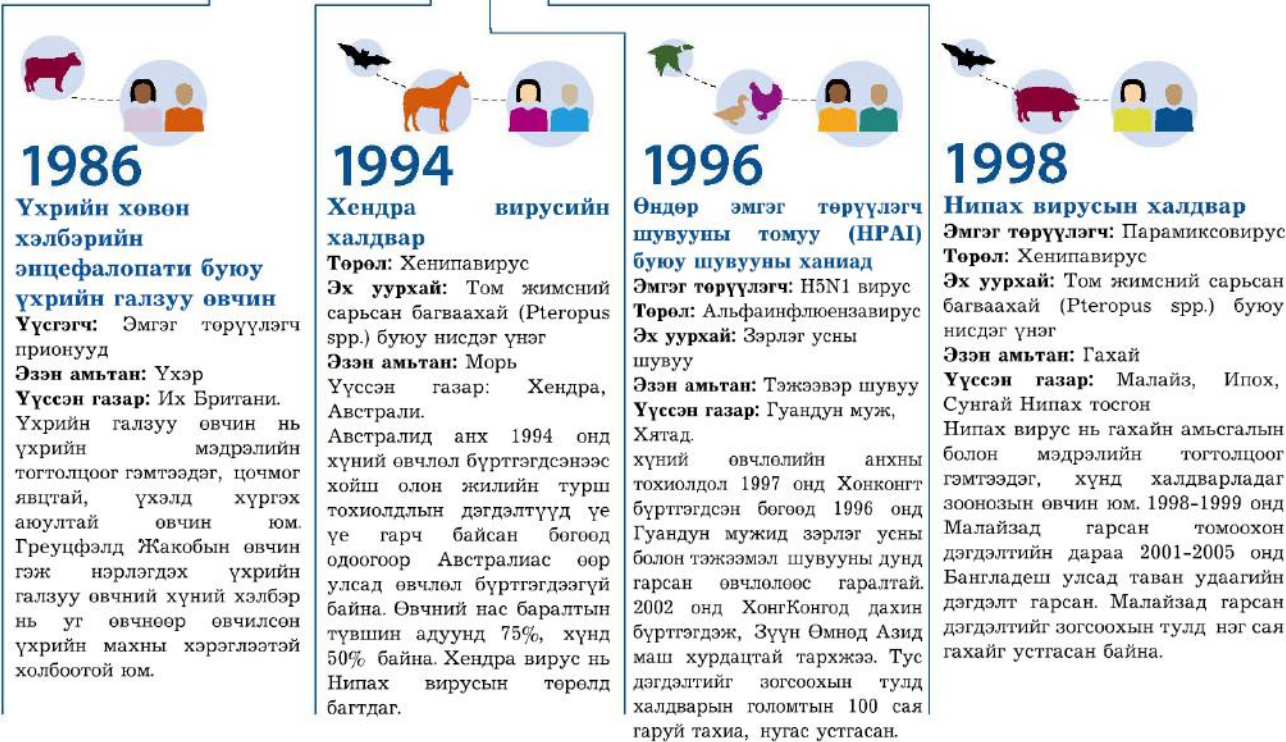 1986
Үхрийн хөвөн
хэлбэрийн
энцефалопати буюу
үхрийн галзуу өвчин
Үүсгэгч: Эмгэг төрүүлэгч
прионууд
Эзэн амьтан: Үхэр
Үүссэн газар: Их Британи.
Үхрийн галзуу өвчин нь
үхрийн мэдрэлийн
тогтолцоог гэмтээдэг, цочмог
явцтай, үхэлд хүргэх
аюултай өвчин юм.
Греуцфэлд Жакобын өвчин
гэж нэрлэгдэх үхрийн
галзуу өвчний хүний хэлбэр
нь уг өвчнөөр өвчилсөн
үхрийн махны хэрэглээтэй
холбоотой юм.
1994
Хендра вирусийн
халдвар
Төрөл: Хенипавирус
Эх уурхай: Том жимсний
сарьсан багваахай (Pteropus
spp.) буюу нисдэг үнэг
Эзэн амьтан: Морь
Үүссэн газар: Хендра,
Австрали.
Австралид анх 1994 онд
хүний өвчлөл бүртгэгдсэнээс
хойш олон жилийн турш
тохиолдлын дэгдэлтүүд үе
үе гарч байсан бөгөөд
одоогоор Австралиас өөр
улсад өвчлөл бүртгэгдээгүй
байна. Өвчний нас баралтын
түвшин адуунд 75%, хүнд
50% байна. Хендра вирус нь
Нипах вирусын төрөлд
багтдаг.
1996
Өндөр эмгэг төрүүлэгч
шувууны томуу (HPAI)
буюу шувууны ханиад
Эмгэг төрүүлэгч: H5N1 вирус
Төрөл: Альфаинфлюензавирус
Эх уурхай: Зэрлэг усны
шувуу
Эзэн амьтан: Тэжээвэр шувуу
Үүссэн газар: Гуандун муж,
Хятад.
хүний өвчлөлийн анхны
тохиолдол 1997 онд Хонконгт
бүртгэгдсэн бөгөөд 1996 онд
Гуандун мужид зэрлэг усны
болон тэжээмэл шувууны дунд
гарсан өвчлөлөөс гаралтай.
2002 онд ХонгКонгод дахин
бүртгэгдэж, Зүүн Өмнөд Азид
маш хурдацтай тархжээ. Тус
дэгдэлтийг зогсоохын тулд
халдварын голомтын 100 сая
гаруй тахиа, нугас устгасан.
1998
Нипах вирусын халдвар
Эмгэг төрүүлэгч: Парамиксовирус
Төрөл: Хенипавирус
Эх уурхай: Том жимсний сарьсан
багваахай (Pteropus spp.) буюу
нисдэг үнэг
Эзэн амьтан: Гахай
Үүссэн газар: Малайз, Ипох,
Сунгай Нипах тосгон
Нипах вирус нь гахайн амьсгалын
болон мэдрэлийн тогтолцоог
гэмтээдэг, хүнд халдварладаг
зоонозын өвчин юм. 1998-1999 онд
Малайзад гарсан томоохон
дэгдэлтийн дараа 2001-2005 онд
Бангладеш улсад таван удаагийн
дэгдэлт гарсан. Малайзад гарсан
дэгдэлтийг зогсоохын тулд нэг сая
гахайг устгасан байна.